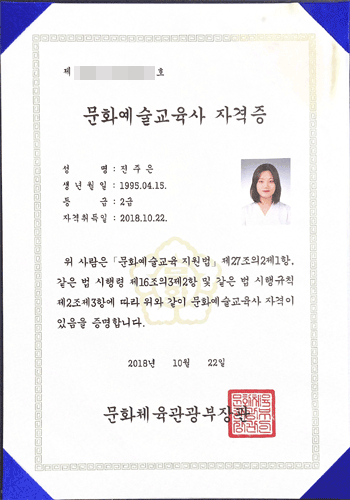 제 호
문화예술교육사 자격증
성 명 : 전주은
생년월일 : 1995.04.15.
등 급 : 2급
자격취득일 : 2018.10.22.
위 사람은 「문화예술교육 지원법」 제27조의2제1항,
같은 법 시행령 제16조의3제2항 및 같은 법 시행규칙
제2조제3항에 따라 위와 같이 문화예술교육사 자격이
있음을 증명합니다.
2018년 10월 22일
문화체육관광부장관